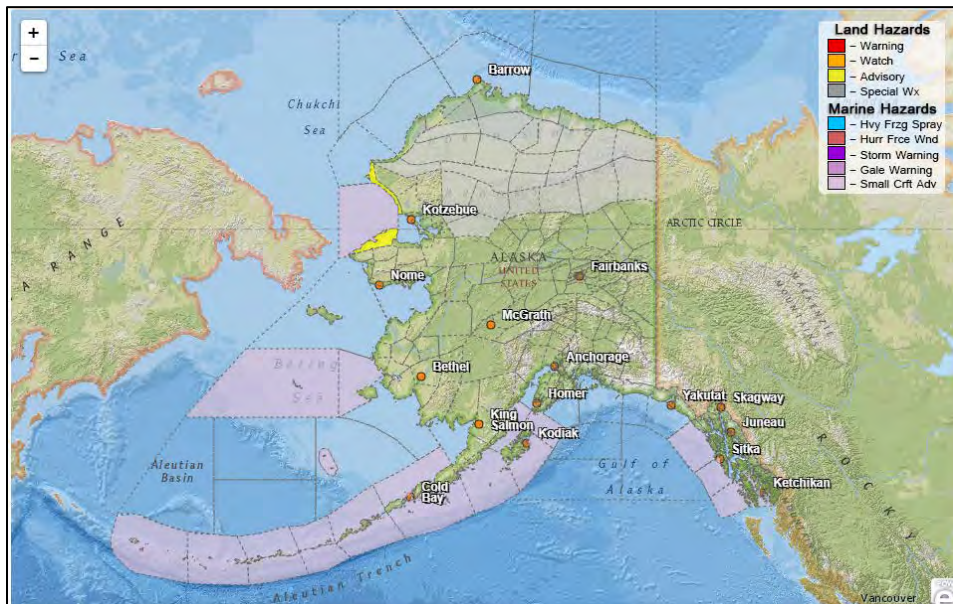 +
−
r Sea
Chukchi
Sea
Barrow
Land Hazards
– Warning
– Watch
– Advisory
– Special Wx
Marine Hazards
– Hvy Frzg Spray
– Hurr Frce Wnd
– Storm Warning
– Gale Warning
– Small Crft Adv
Kotzebue
ARCTIC CIRCLE
RANGE
ALASKA
UNITED
STATES
Fairbanks
Nome
MACKENZIE
MOUNTAINS
McGrath
Bering
Sea
Bethel
Anchorage
Homer
Yakutat
Skagway
King
Salmon
Kodiak
Juneau
Sitka
Aleutian
Basin
Gulf of
Alaska
Ketchikan
Cold
Bay
ROCKY
Aleutian Trench
Vancouver